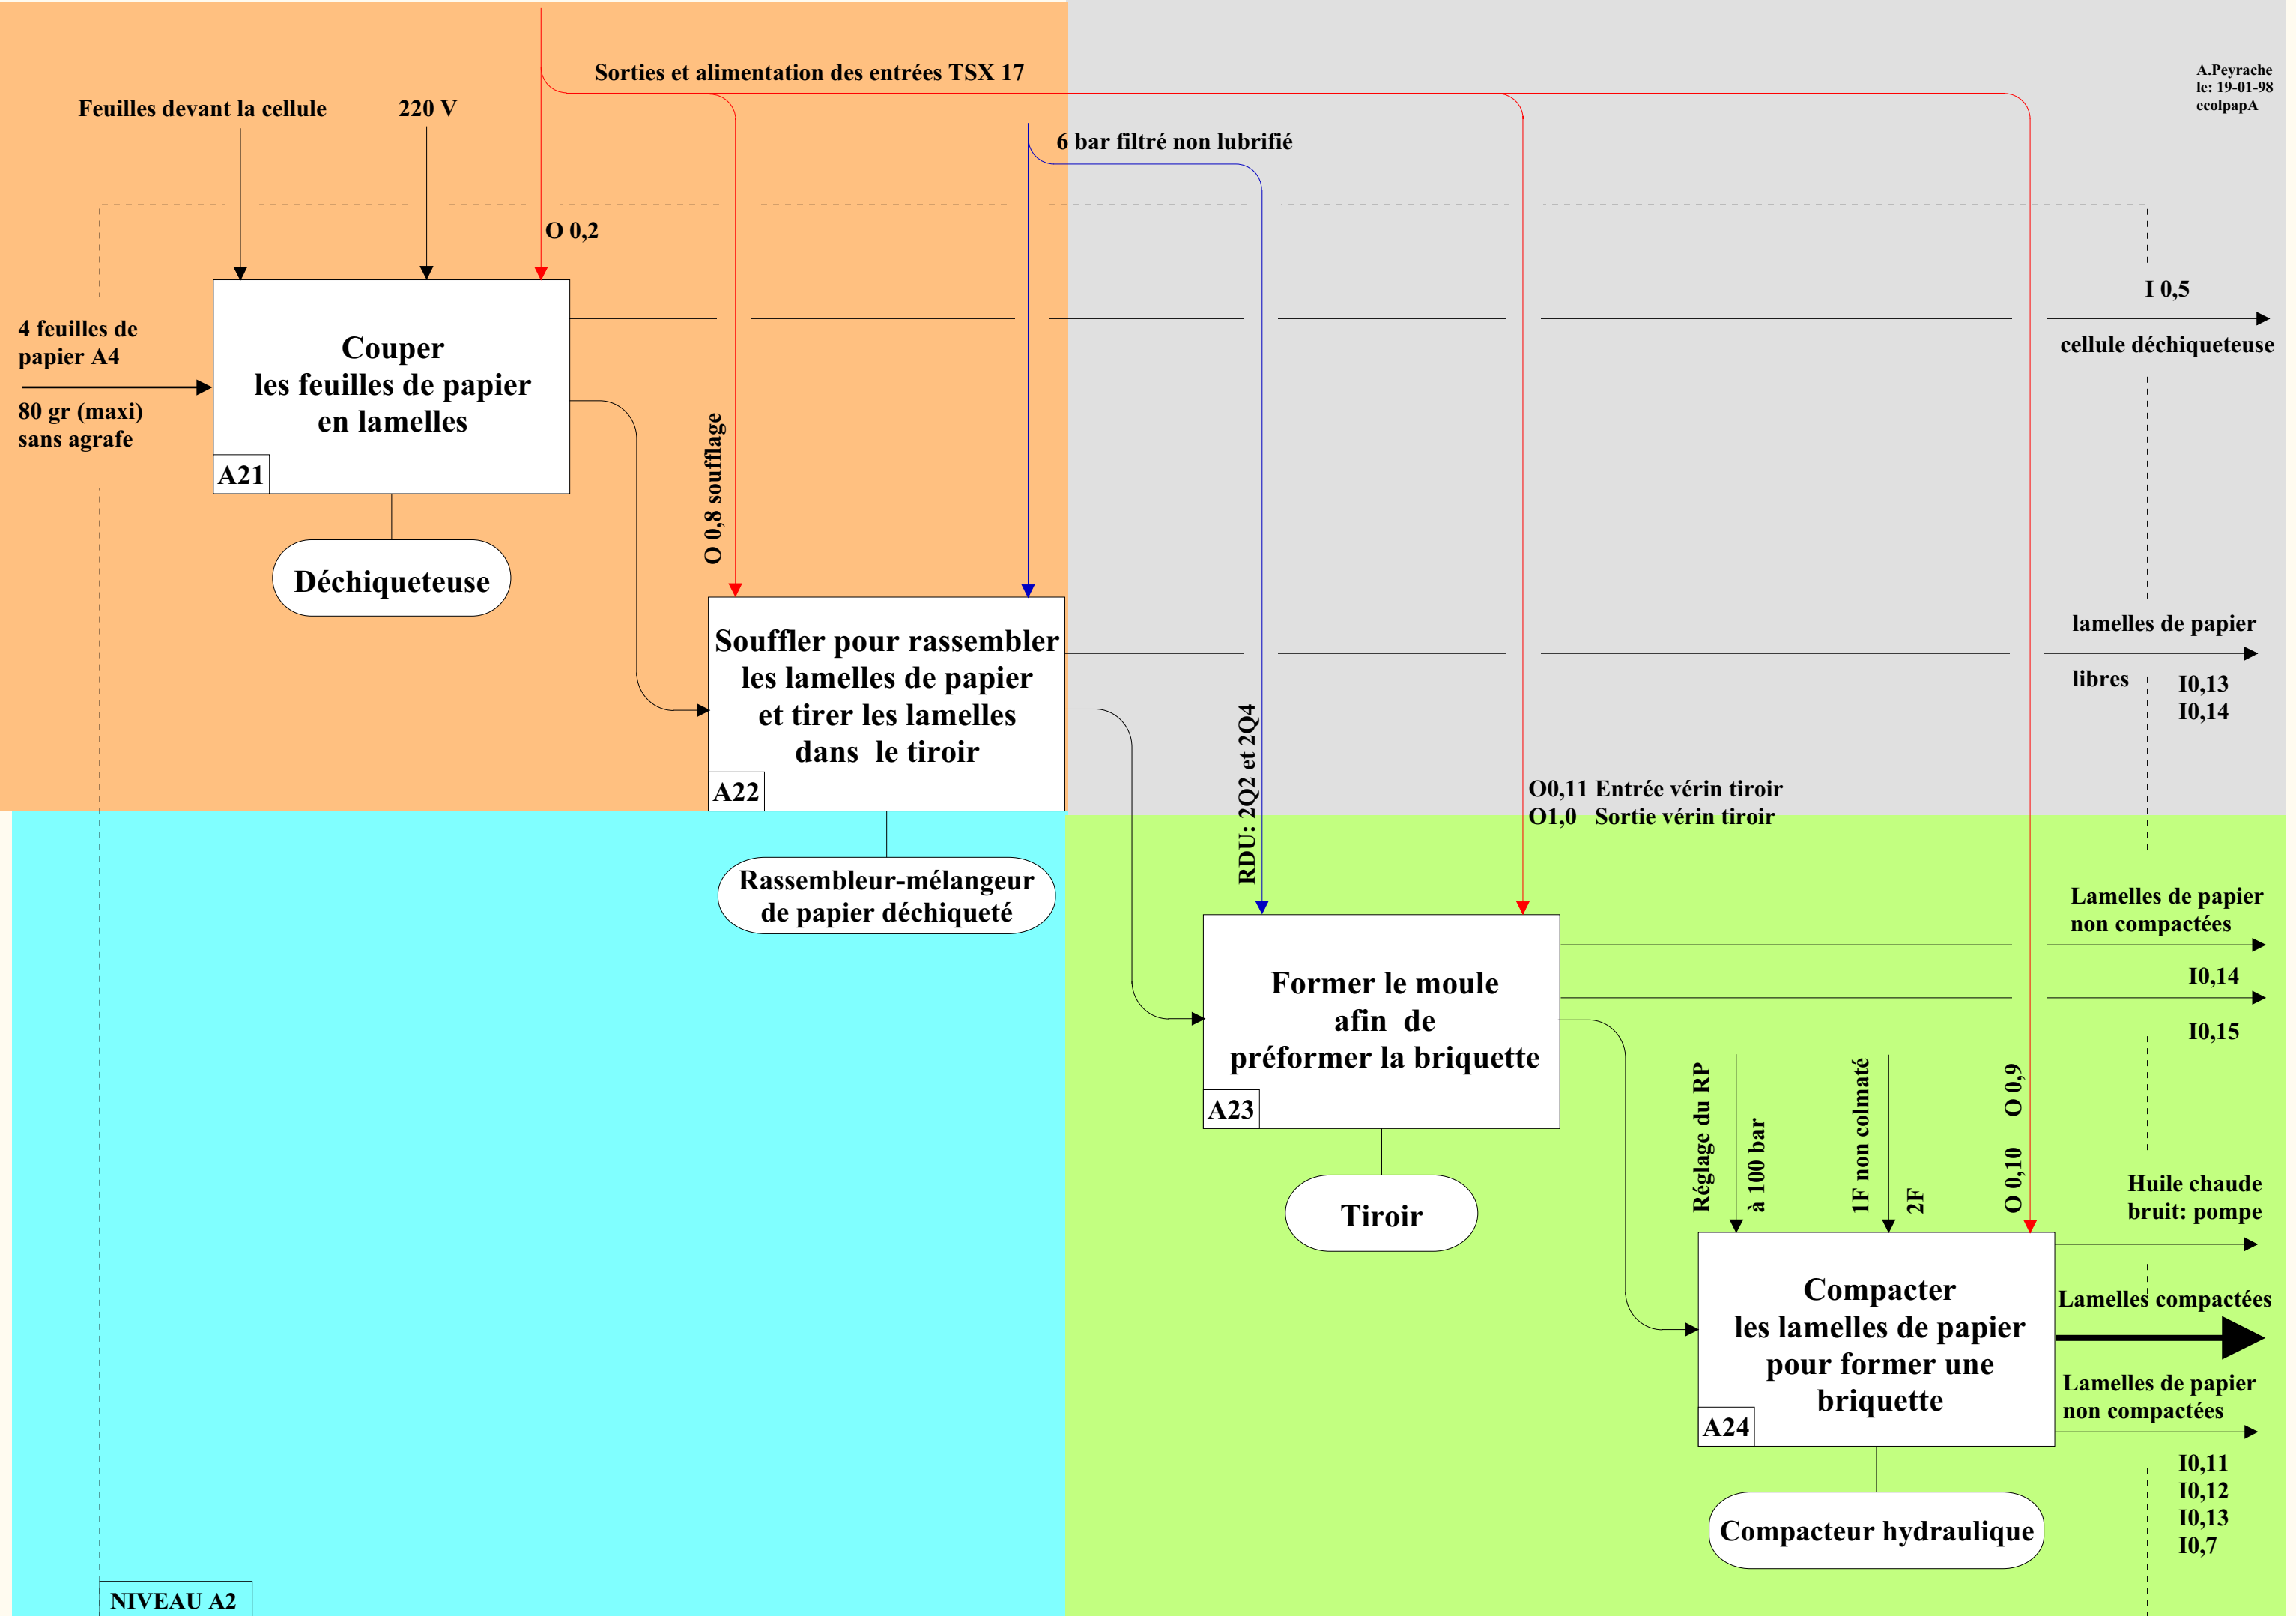 Sorties et alimentation des entrées TSX 17
A.Peyrache
le: 19-01-98
ecolpapA
Feuilles devant la cellule
220 V
6 bar filtré non lubrifié
O 0,2
I 0,5
cellule déchiqueteuse
4 feuilles de
papier A4
80 gr (maxi)
sans agrafe
Couper
les feuilles de papier
en lamelles
A21
Déchiqueteuse
O 0,8 soufflage
Souffler pour rassembler
les lamelles de papier
et tirer les lamelles
dans le tiroir
A22
Rassembleur-mélangeur
de papier déchiqueté
lamelles de papier
libres
I0,13
I0,14
RDU: 2Q2 et 2Q4
O0,11 Entrée vérin tiroir
O1,0 Sortie vérin tiroir
Former le moule
afin de
préformer la briquette
A23
Tiroir
Lamelles de papier
non compactées
I0,14
I0,15
Réglage du RP
à 100 bar
1F non colmaté
2F
O 0,10 O 0,9
Compacter
les lamelles de papier
pour former une
briquette
A24
Compacteur hydraulique
Huile chaude
bruit: pompe
Lamelles compactées
Lamelles de papier
non compactées
I0,11
I0,12
I0,13
I0,7
NIVEAU A2